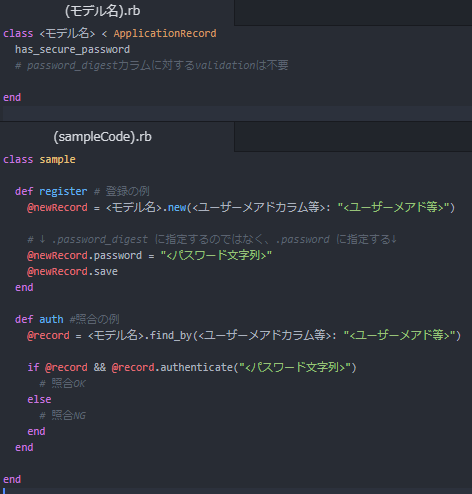 (モデル名).rb
class <モデル名> < ApplicationRecord
has_secure_password
# password_digestカラムに対するvalidationは不要
end
(sampleCode).rb
class sample
def register # 登録の例
@newRecord = <モデル名>.new(<ユーザーメアドカラム等>: "<ユーザーメアド等>")
# ↓ .password_digest に指定するのではなく、.password に指定する↓
@newRecord.password = "<パスワード文字列>"
@newRecord.save
end
def auth #照合の例
@record = <モデル名>.find_by(<ユーザーメアドカラム等>: "<ユーザーメアド等>")
if @record && @record.authenticate("<パスワード文字列>")
# 照合OK
else
# 照合NG
end
end
end